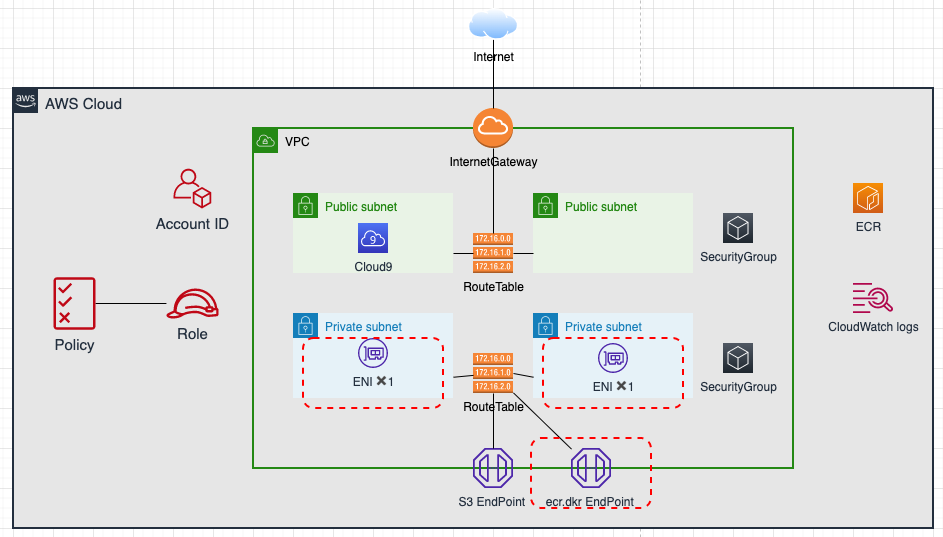 Internet
aws
AWS Cloud
VPC
InternetGateway
Public subnet
Public subnet
9
Cloud9
172.16.0.0
172.16.1.0
172.16.2.0
RouteTable
SecurityGroup
Account ID
ECR
Policy
Role
CloudWatch logs
Private subnet
Private subnet
ENI ✖1
ENI ✖1
172.16.0.0
172.16.1.0
172.16.2.0
RouteTable
SecurityGroup
S3 EndPoint
ecr.dkr EndPoint